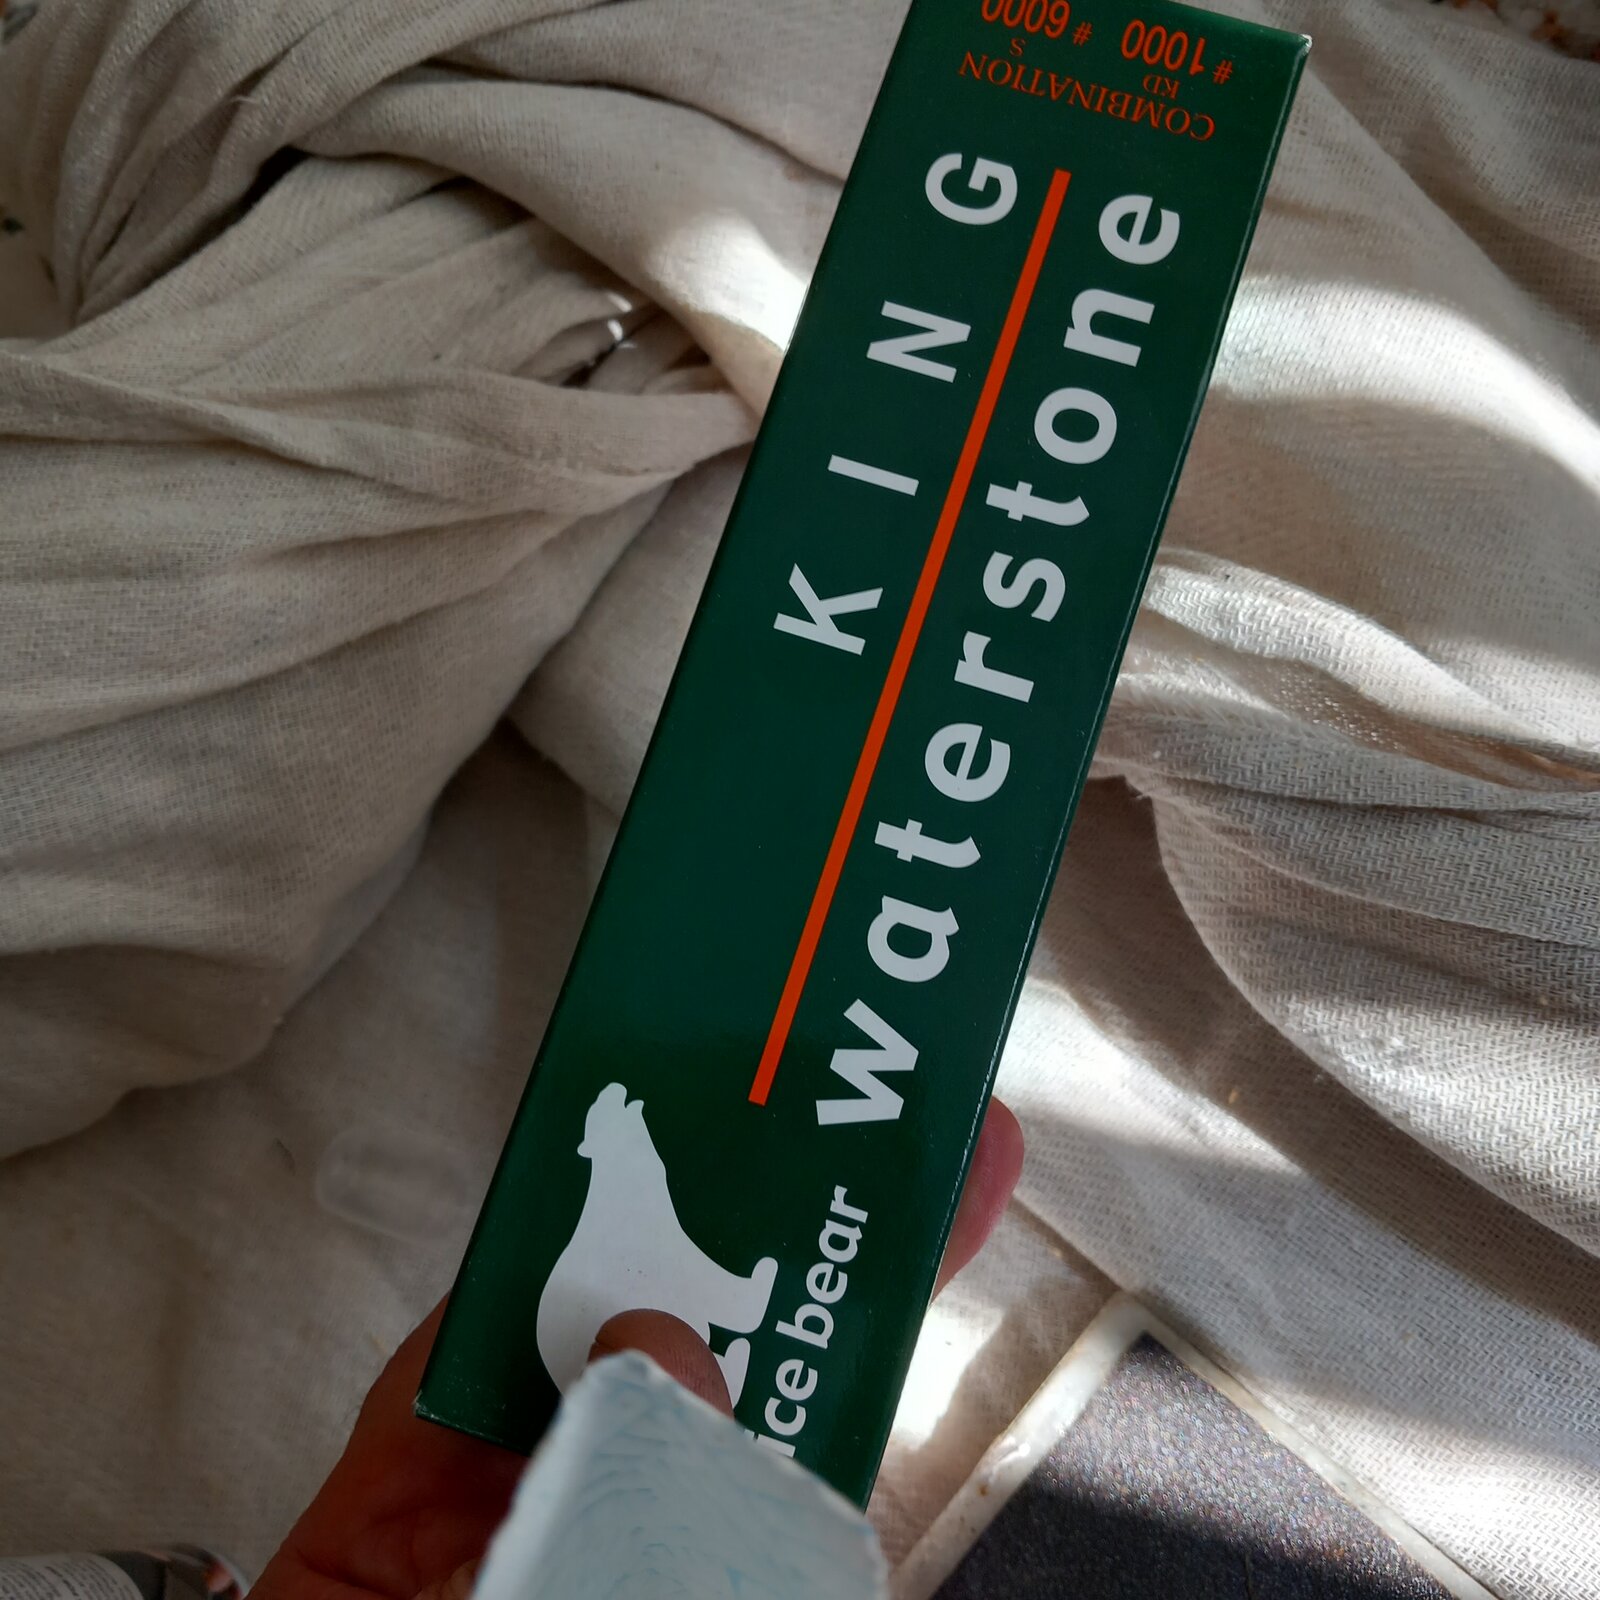 KING
waterstone
ice bear
COMBINATION
KD S
#1000 #6000